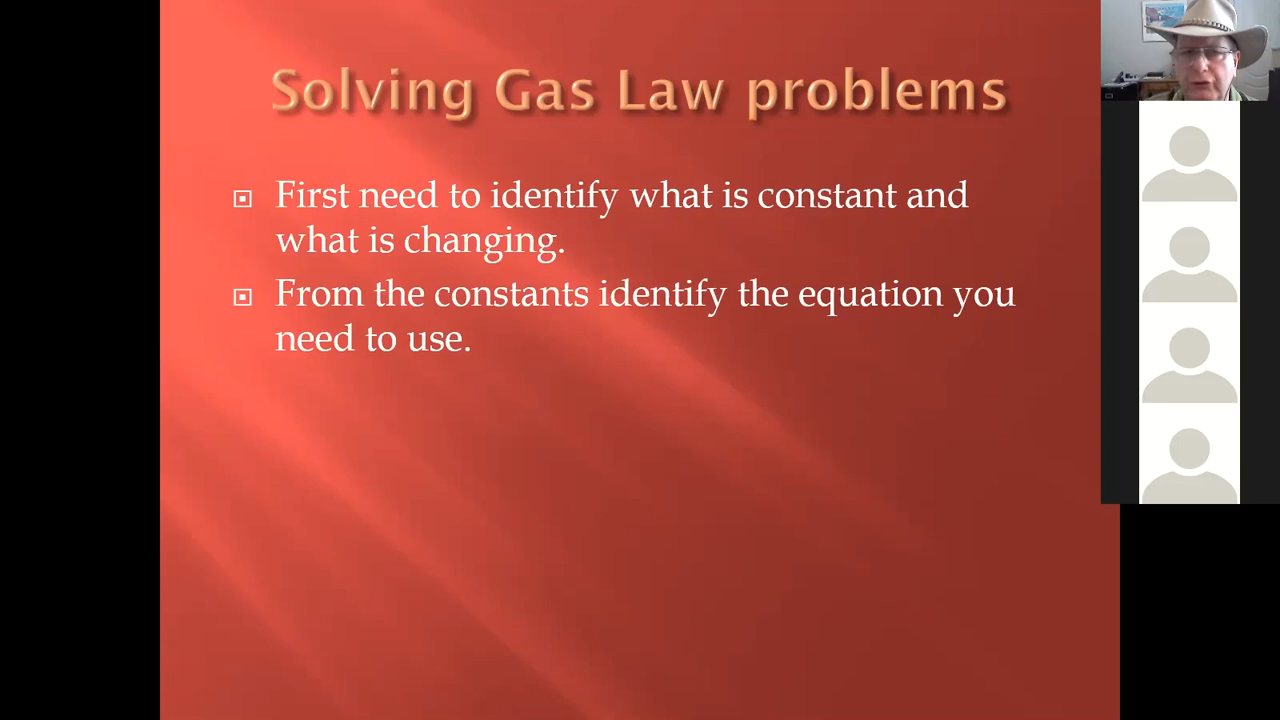 Solving Gas Law problems
First need to identify what is constant and
what is changing.
From the constants identify the equation you
need to use.